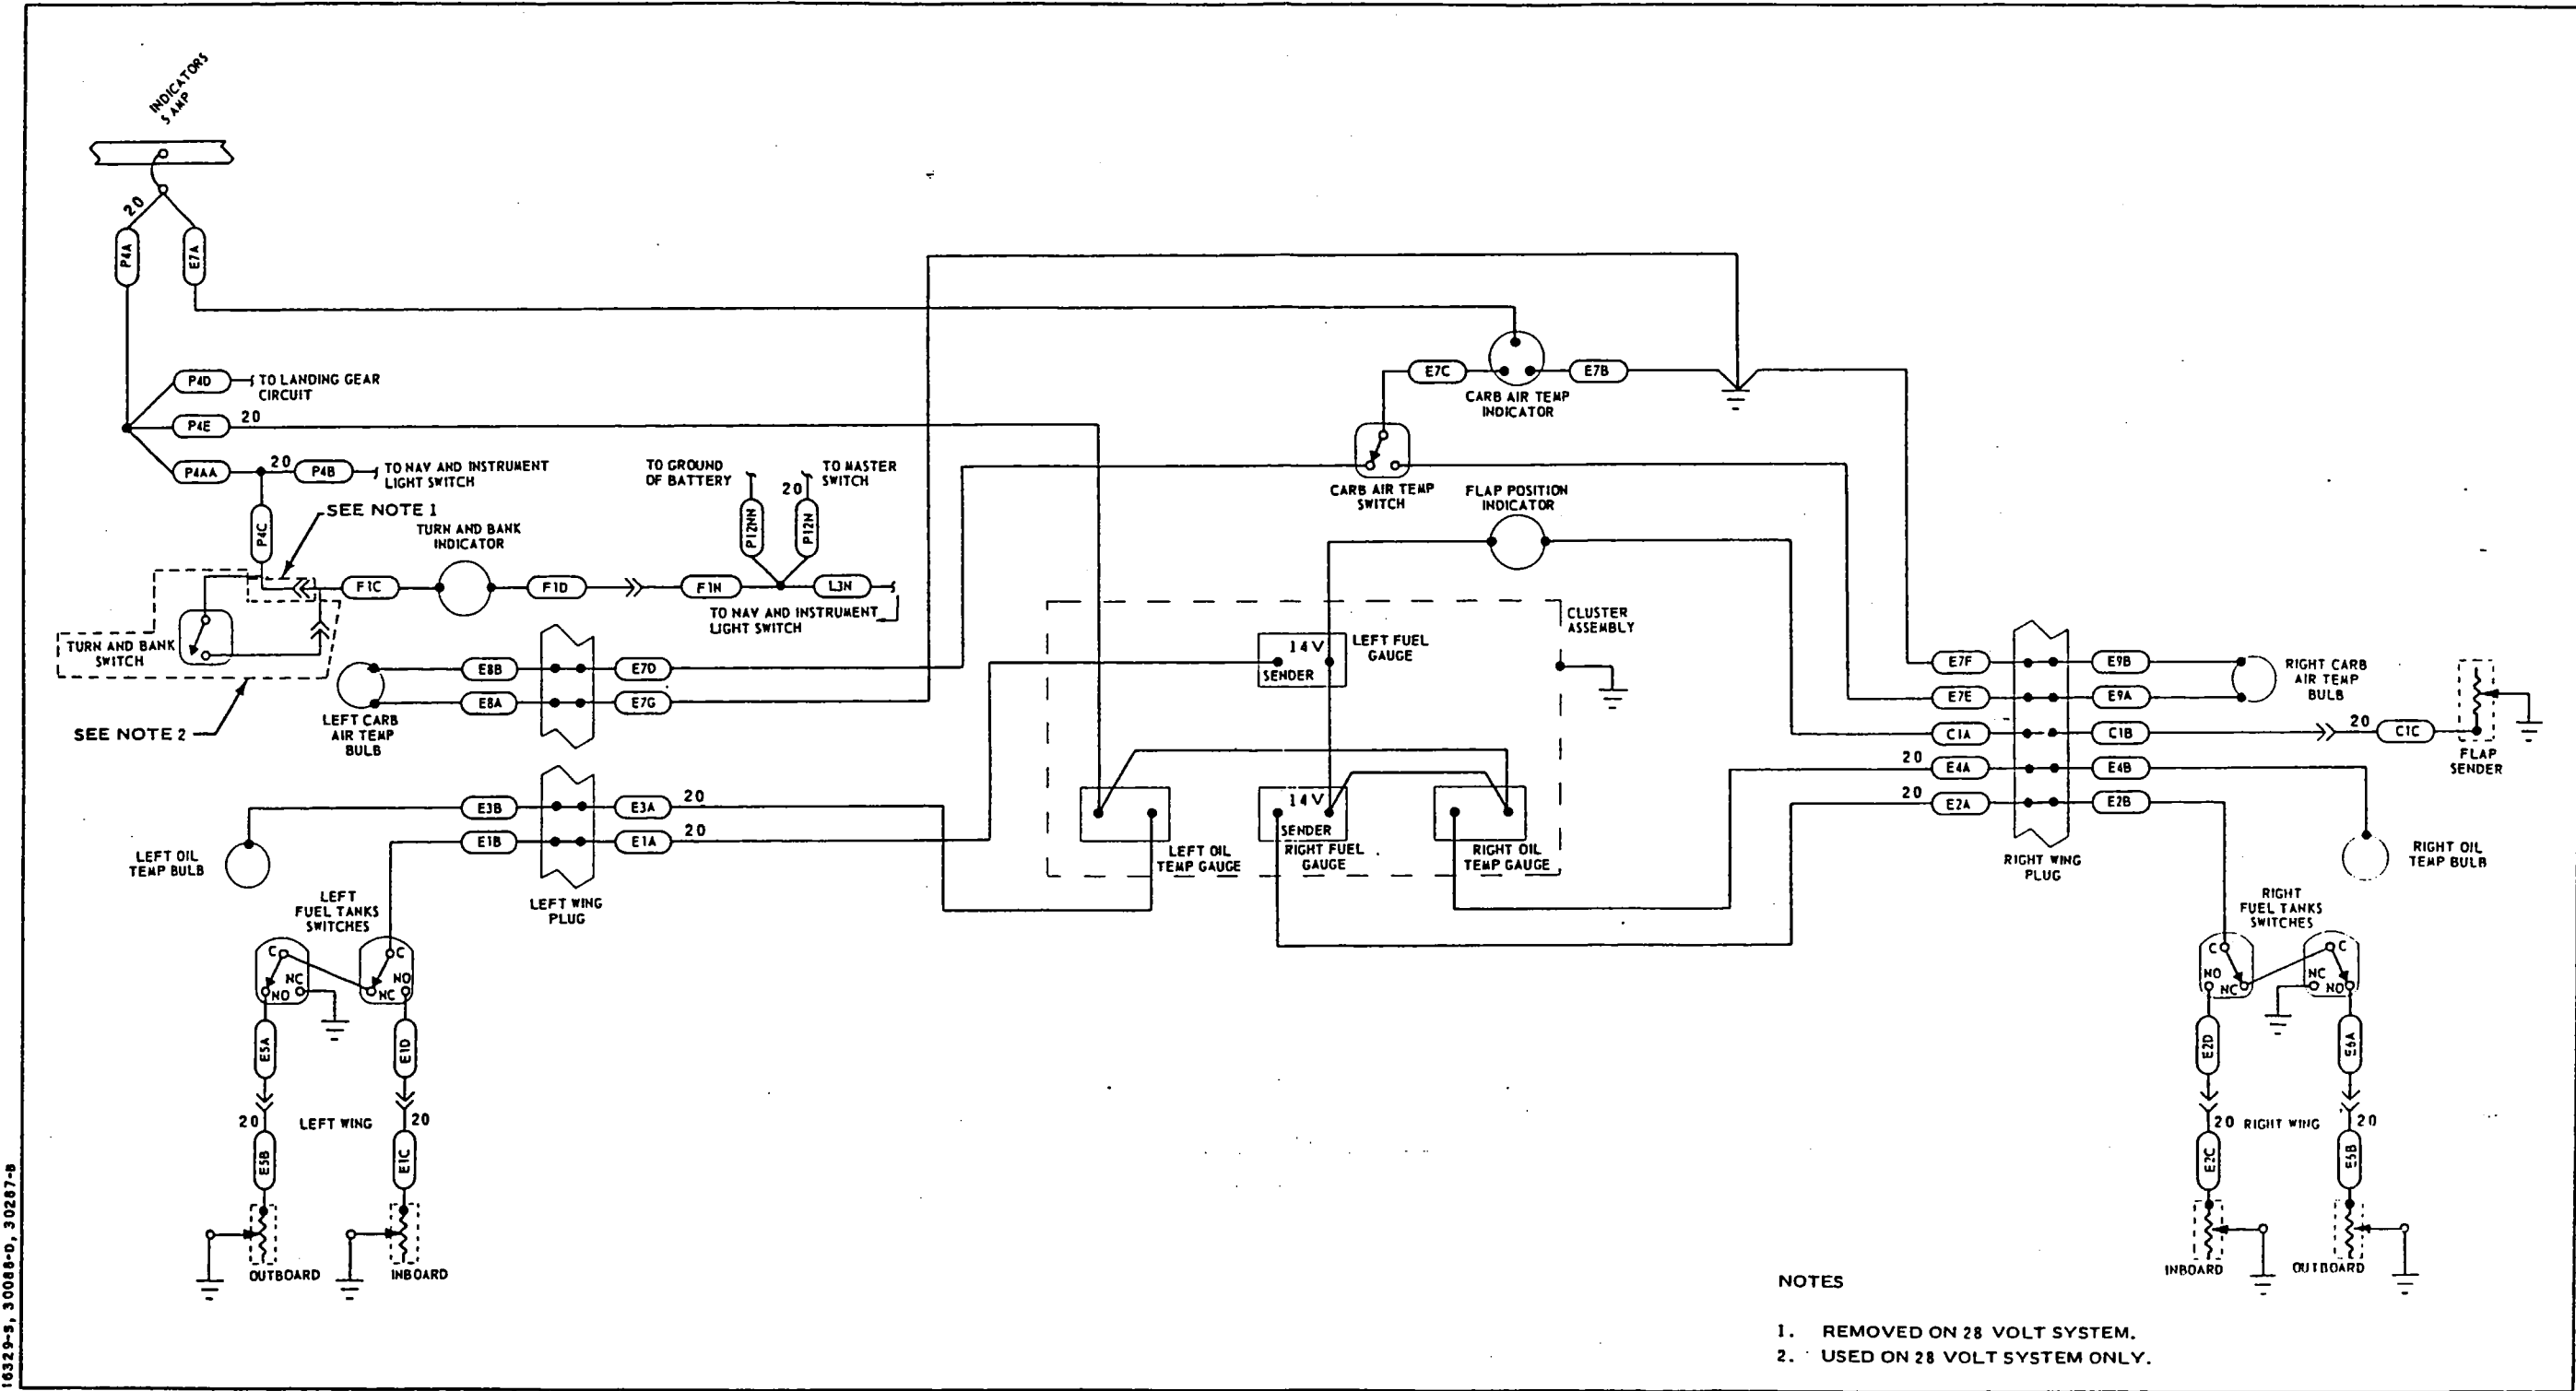 INDICATORS
5 AMP
20
P4A
E7A
P4D
TO LANDING GEAR
CIRCUIT
P4E
20
P4AA
20
P4B
TO NAV AND INSTRUMENT
LIGHT SWITCH
P4C
SEE NOTE 1
TURN AND BANK
INDICATOR
TO GROUND
OF BATTERY
20
TO MASTER
SWITCH
P12NN
P12N
F1C
F1D
F1N
L3N
TO NAV AND INSTRUMENT
LIGHT SWITCH
TURN AND BANK
SWITCH
SEE NOTE 2
E8B
E7D
E8A
E7G
LEFT CARB
AIR TEMP
BULB
E3B
E3A
20
E1B
E1A
20
LEFT OIL
TEMP BULB
LEFT WING
PLUG
LEFT
FUEL TANKS
SWITCHES
C
NC
NO
C
NO
NC
E5A
E1D
20
LEFT WING
20
E5B
E1C
OUTBOARD
INBOARD
E7C
E7B
CARB AIR TEMP
INDICATOR
CARB AIR TEMP
SWITCH
FLAP POSITION
INDICATOR
CLUSTER
ASSEMBLY
14V
SENDER
LEFT FUEL
GAUGE
LEFT OIL
TEMP GAUGE
14V
SENDER
RIGHT FUEL
GAUGE
RIGHT OIL
TEMP GAUGE
E7F
E9B
E7E
E9A
C1A
C1B
20
C1C
20
E4A
E4B
20
E2A
E2B
RIGHT CARB
AIR TEMP
BULB
FLAP
SENDER
RIGHT WING
PLUG
RIGHT OIL
TEMP BULB
RIGHT
FUEL TANKS
SWITCHES
C
NO
NC
C
NC
NO
E2D
E6A
20
RIGHT WING
20
E2C
INBOARD
OUTBOARD
NOTES
1. REMOVED ON 28 VOLT SYSTEM.
2. USED ON 28 VOLT SYSTEM ONLY.
16329-S, 30088-D, 30287-B